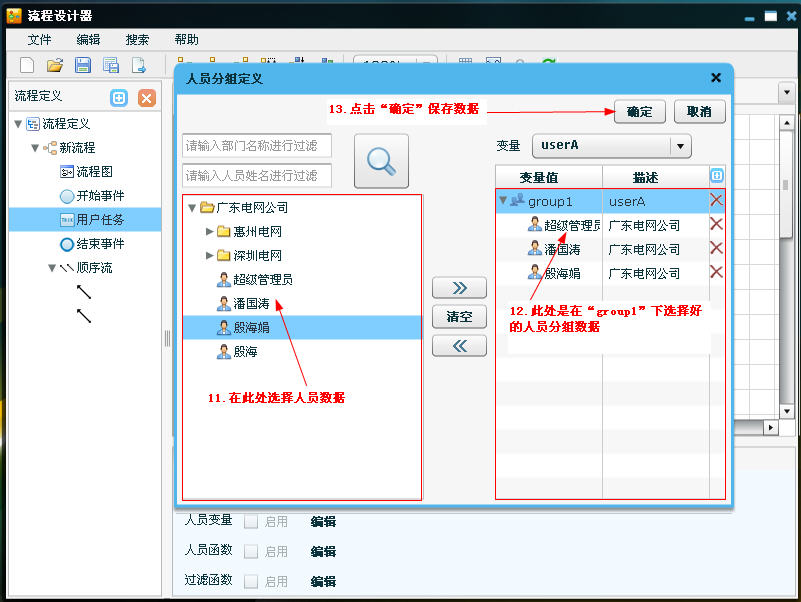 流程设计器
文件 编辑 搜索 帮助
流程定义
流程定义
新流程
流程图
开始事件
用户任务
结束事件
顺序流
人员分组定义
13.点击“确定”保存数据
确定 取消
请输入部门名称进行过滤
请输入人员姓名进行过滤
变量 userA
变量值 描述
广东电网公司
惠州电网
深圳电网
超级管理员
潘国涛
殷海娟
殷海
11.在此处选择人员数据
清空
group1 userA
超级管理员 广东电网公司
潘国涛 广东电网公司
殷海娟 广东电网公司
12.此处是在“group1”下选择好
的人员分组数据
人员变量 启用 编辑
人员函数 启用 编辑
过滤函数 启用 编辑